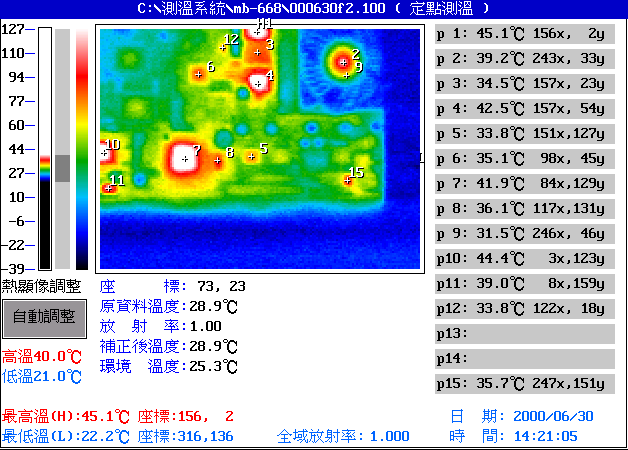 C:\測溫系統\mb-668\000630f2.100 ( 定點測溫 )
127
110
94
77
60
44
27
10
-6
-22
-39
H1
12
3
2
9
6
4
10
7
8
5
11
15
L
p 1: 45.1℃ 156x,  2y
p 2: 39.2℃ 243x, 33y
p 3: 34.5℃ 157x, 23y
p 4: 42.5℃ 157x, 54y
p 5: 33.8℃ 151x,127y
p 6: 35.1℃  98x, 45y
p 7: 41.9℃  84x,129y
p 8: 36.1℃ 117x,131y
p 9: 31.5℃ 246x, 46y
p10: 44.4℃   3x,123y
p11: 39.0℃   8x,159y
p12: 33.8℃ 122x, 18y
p13:
p14:
p15: 35.7℃ 247x,151y
熱顯像調整
自動調整
高溫40.0℃
低溫21.0℃
座    標: 73, 23
原資料溫度:28.9℃
放 射 率:1.00
補正後溫度:28.9℃
環境 溫度:25.3℃
最高溫(H):45.1℃ 座標:156,  2
最低溫(L):22.2℃ 座標:316,136
全域放射率: 1.000
日 期: 2000/06/30
時 間: 14:21:05